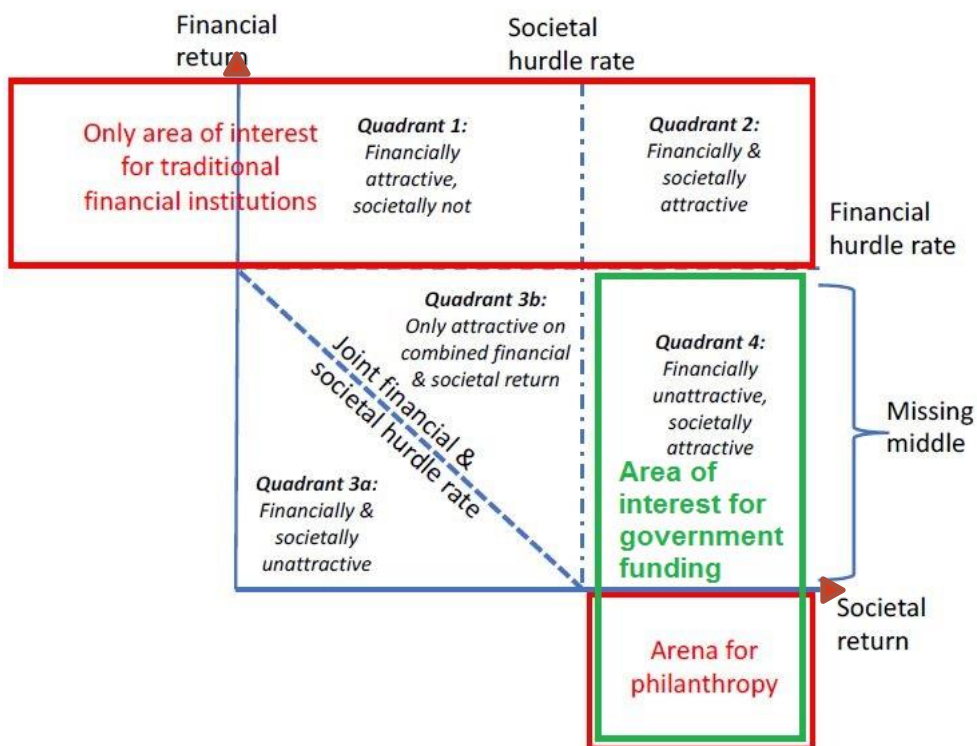 Financial
return
Societal
hurdle rate
Only area of interest
for traditional
financial institutions
Quadrant 1:
Financially
attractive,
societally not
Quadrant 2:
Financially &
societally
attractive
Financial
hurdle rate
Quadrant 3b:
Only attractive on
combined financial
& societal return
Joint financial &
societal hurdle rate
Quadrant 4:
Financially
unattractive,
societally
attractive
Missing
middle
Quadrant 3a:
Financially &
societally
unattractive
Area of
interest for
government
funding
Societal
return
Arena for
philanthropy